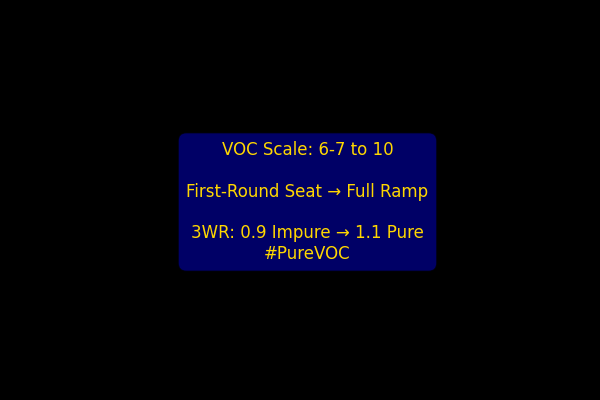 VOC Scale: 6-7 to 10
First-Round Seat → Full Ramp
3WR: 0.9 Impure → 1.1 Pure
#PureVOC